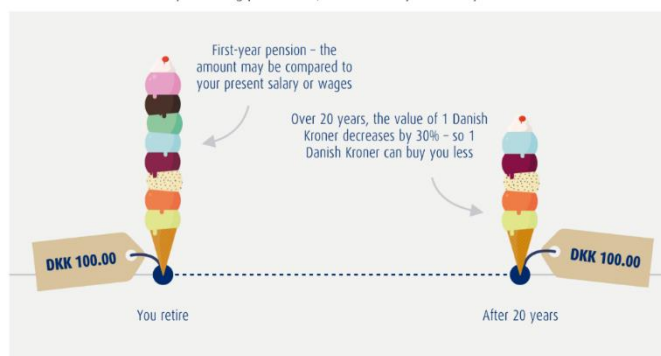 First-year pension – the
amount may be compared to
your present salary or wages
Over 20 years, the value of 1 Danish
Kroner decreases by 30% – so 1
Danish Kroner can buy you less
DKK 100.00
DKK 100.00
You retire
After 20 years